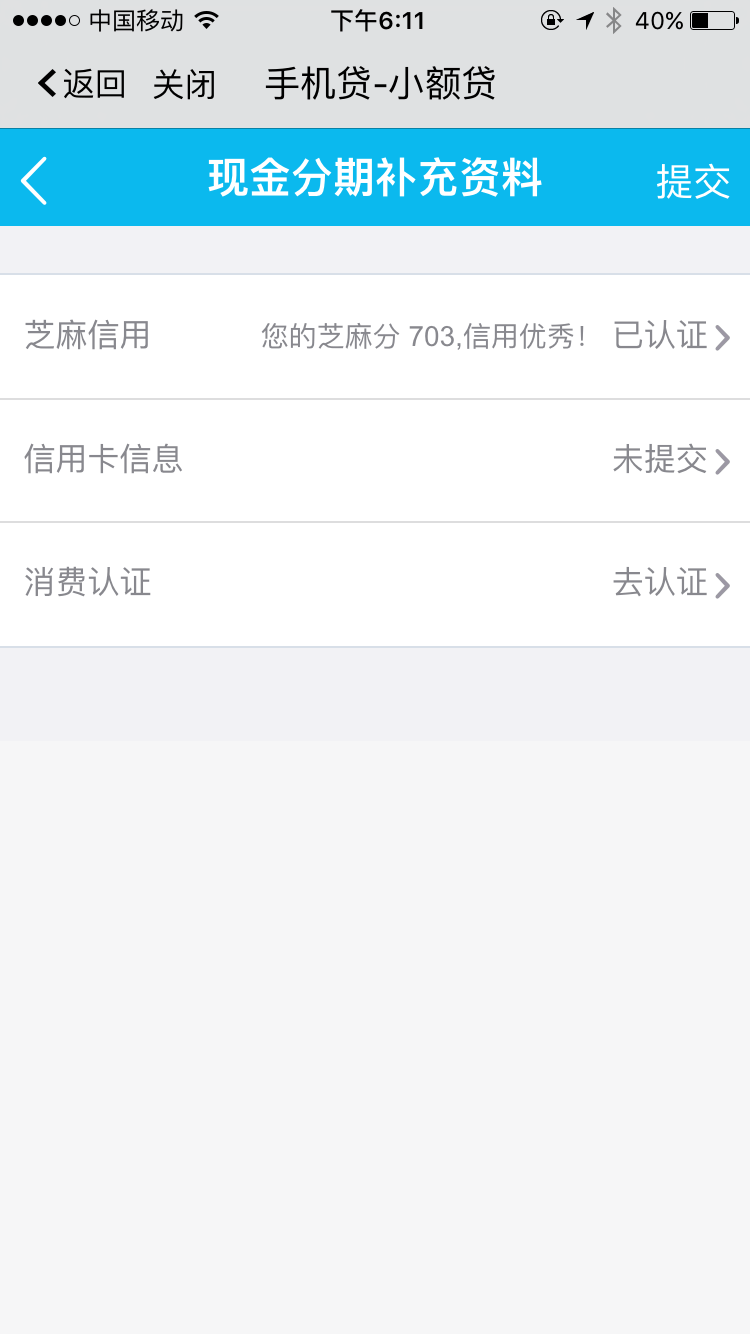 中国移动 下午6:11 40%
返回 关闭 手机贷-小额贷
现金分期补充资料 提交
芝麻信用 您的芝麻分 703,信用优秀! 已认证
信用卡信息 未提交
消费认证 去认证